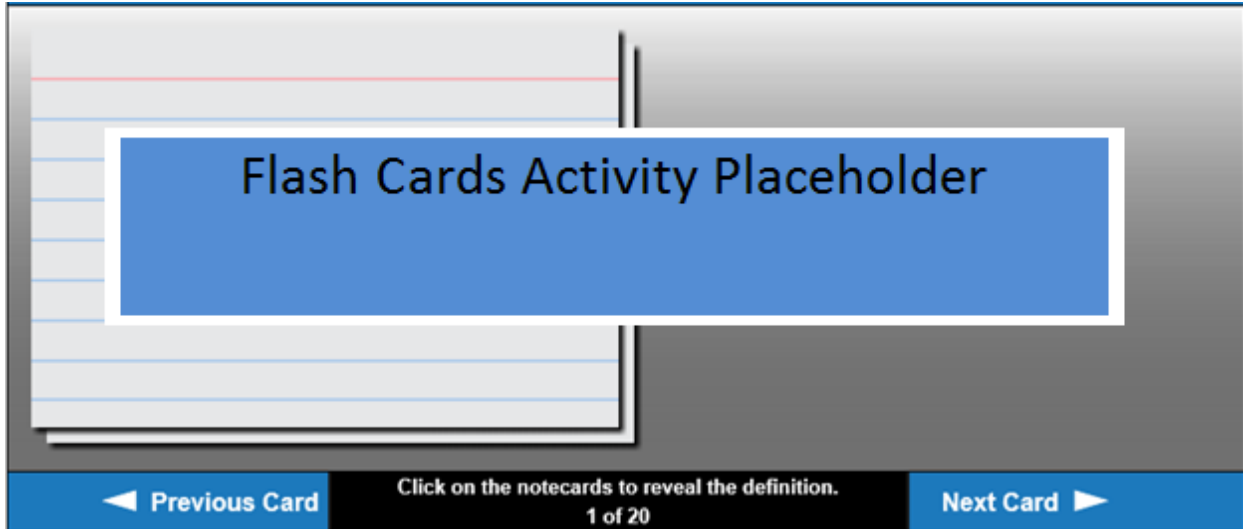 Flash Cards Activity Placeholder
Previous Card
Click on the notecards to reveal the definition.
1 of 20
Next Card